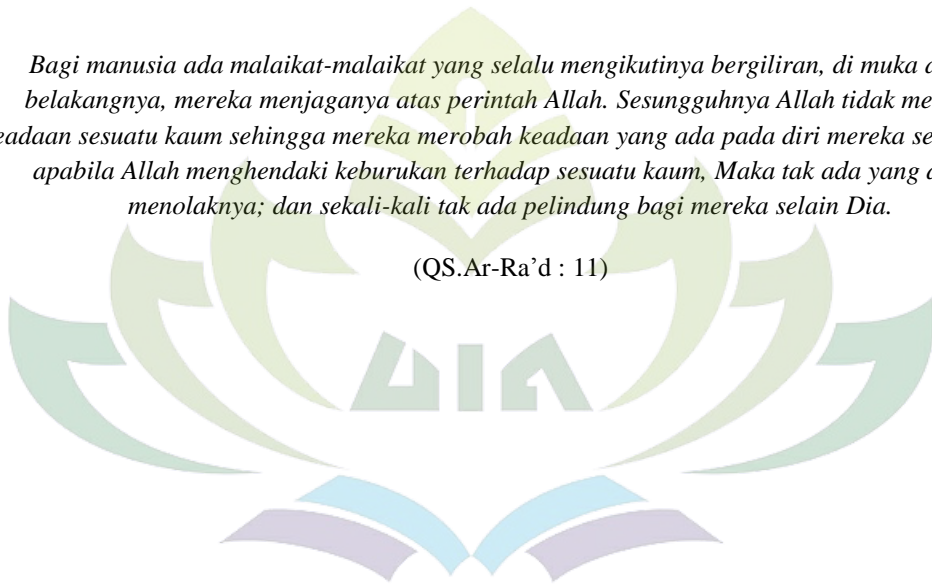 Bagi manusia ada malaikat-malaikat yang selalu mengikutinya bergiliran, di muka
belakangnya, mereka menjaganya atas perintah Allah. Sesungguhnya Allah tidak
sesuatu kaum sehingga mereka merobah keadaan yang ada pada diri mereka
apabila Allah menghendaki keburukan terhadap sesuatu kaum, Maka tak ada yang
menolaknya; dan sekali-kali tak ada pelindung bagi mereka selain Dia.
(QS.Ar-Ra’d : 11)